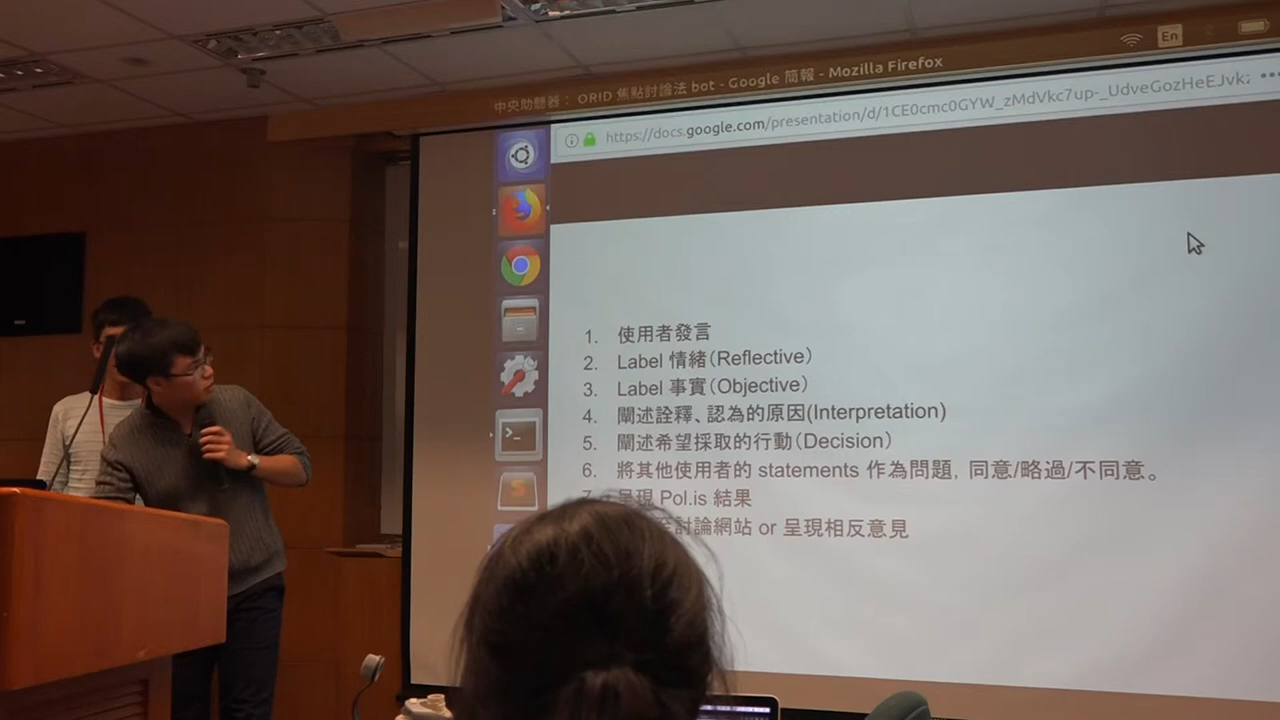 En
中央助聽器： ORID 焦點討論法 bot - Google 簡報 - Mozilla Firefox
https://docs.google.com/presentation/d/1CE0cmc0GYW_zMdVkc7up-_UdveGozHeEJvkz
1. 使用者發言
2. Label 情緒（Reflective）
3. Label 事實（Objective）
4. 闡述詮釋、認為的原因(Interpretation)
5. 闡述希望採取的行動（Decision）
6. 將其他使用者的 statements 作為問題，同意/略過/不同意。
7. 呈現 Pol.is 結果
討論網站 or 呈現相反意見